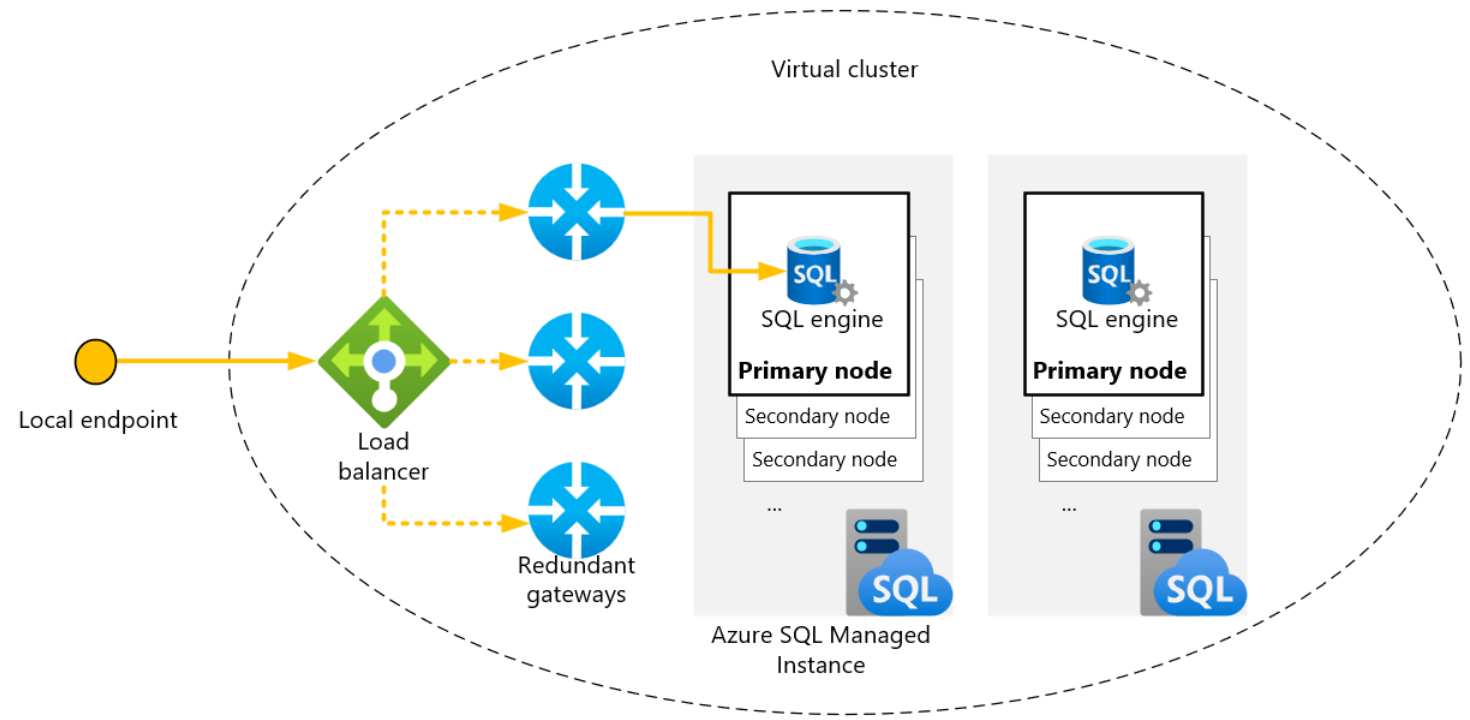 Virtual cluster
Local endpoint
Load
balancer
Redundant
gateways
SQL
SQL engine
Primary node
Secondary node
Secondary node
...
SQL
Azure SQL Managed
Instance
SQL
SQL engine
Primary node
Secondary node
Secondary node
...
SQL